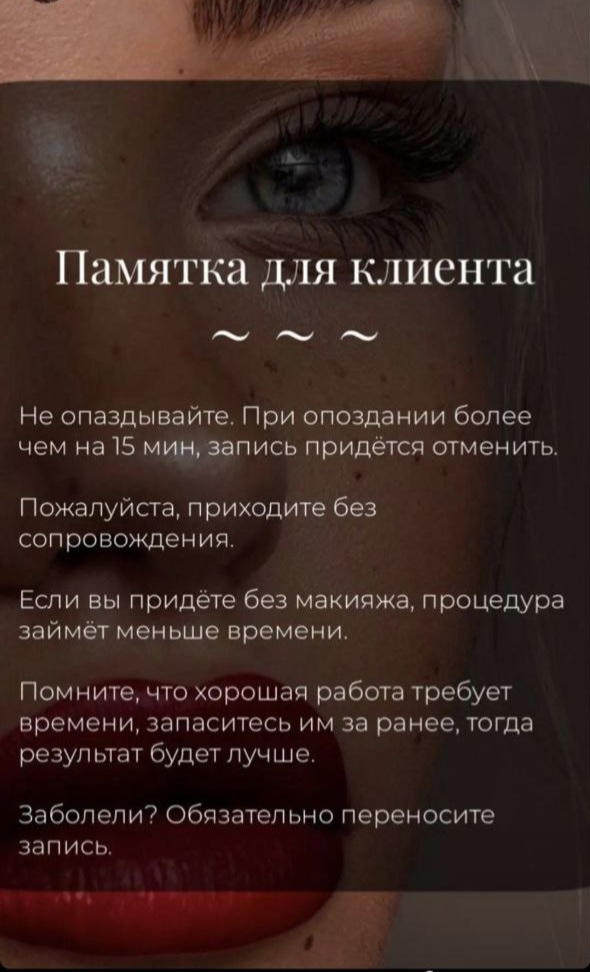 Памятка для клиента
~ ~ ~
Не опаздывайте. При опоздании более
чем на 15 мин, запись придётся отменить.
Пожалуйста, приходите без
сопровождения.
Если вы придёте без макияжа, процедура
займёт меньше времени.
Помните, что хорошая работа требует
времени, запаситесь им за ранее, тогда
результат будет лучше.
Заболели? Обязательно переносите
запись.